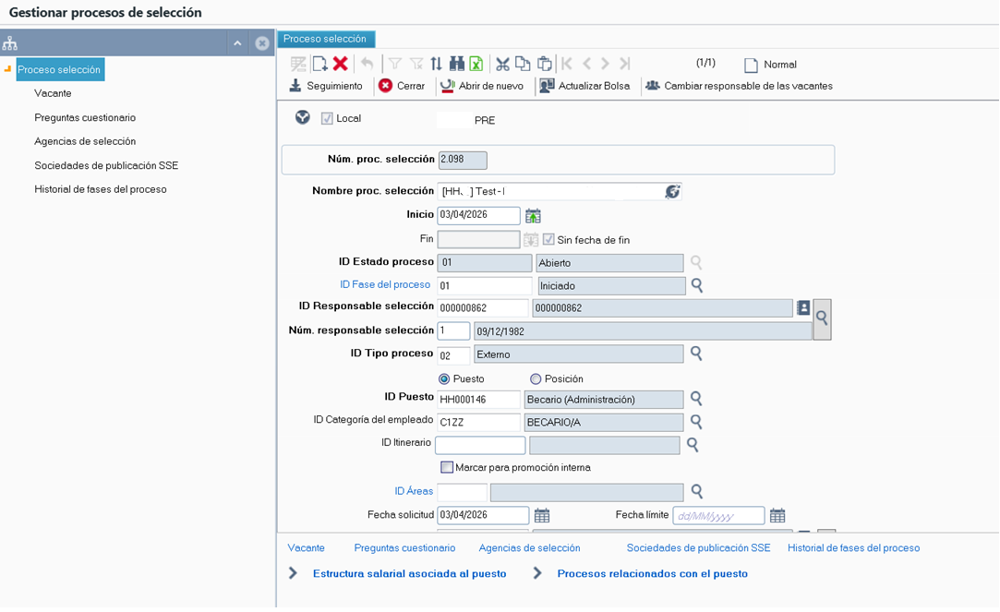 Gestionar procesos de selección
Proceso selección
Vacante
Preguntas cuestionario
Agencias de selección
Sociedades de publicación SSE
Historial de fases del proceso
Proceso selección
(1/1) Normal
Seguimiento Cerrar Abrir de nuevo Actualizar Bolsa Cambiar responsable de las vacantes
Local PRE
Núm. proc. selección 2.098
Nombre proc. selección [HH、] Test-I
Inicio 03/04/2026
Fin Sin fecha de fin
ID Estado proceso 01 Abierto
ID Fase del proceso 01 Iniciado
ID Responsable selección 000000862 000000862
Núm. responsable selección 1 09/12/1982
ID Tipo proceso 02 Externo
Puesto Posición
ID Puesto HH000146 Becario (Administración)
ID Categoría del empleado C1ZZ BECARIO/A
ID Itinerario
Marcar para promoción interna
ID Áreas
Fecha solicitud 03/04/2026 Fecha límite dd/MM/yyyy
Vacante Preguntas cuestionario Agencias de selección Sociedades de publicación SSE Historial de fases del proceso
Estructura salarial asociada al puesto Procesos relacionados con el puesto